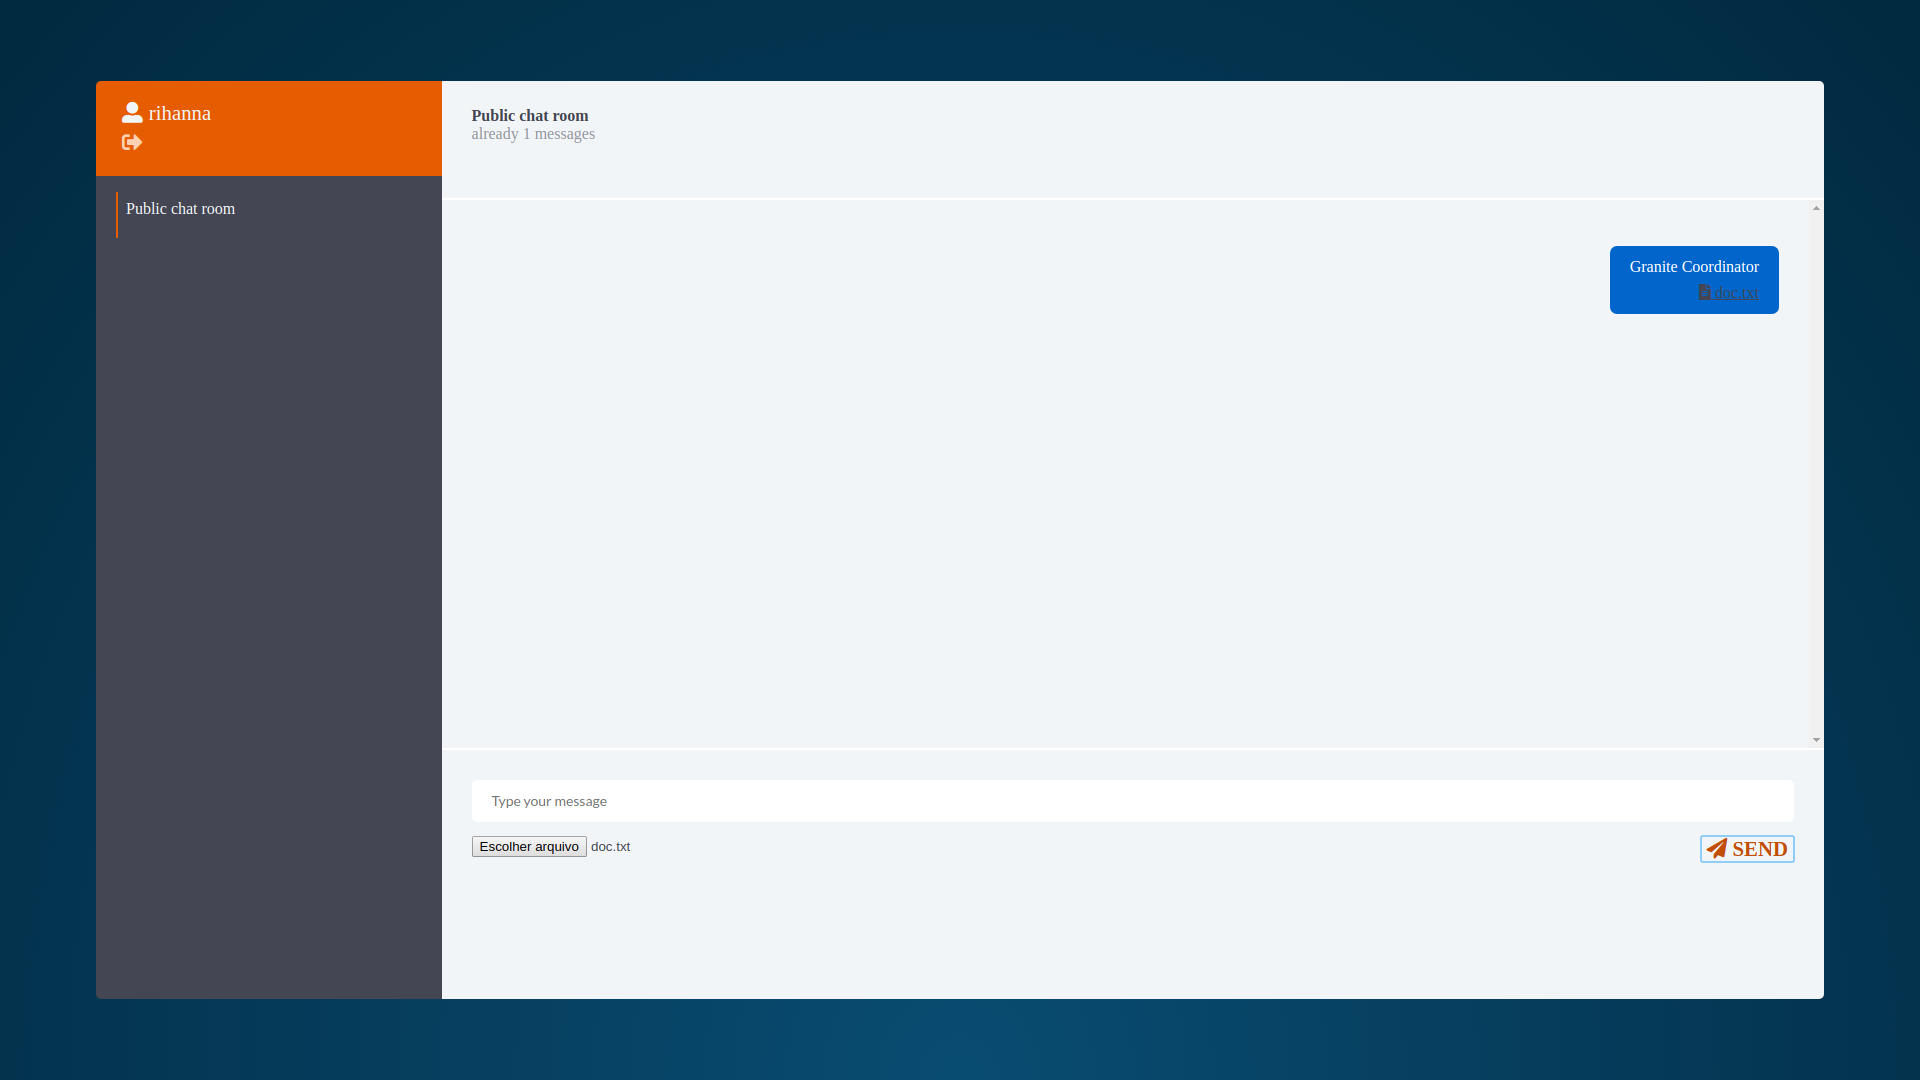 rihanna
Public chat room
Public chat room
already 1 messages
Granite Coordinator
doc.txt
Type your message
Escolher arquivo doc.txt
SEND